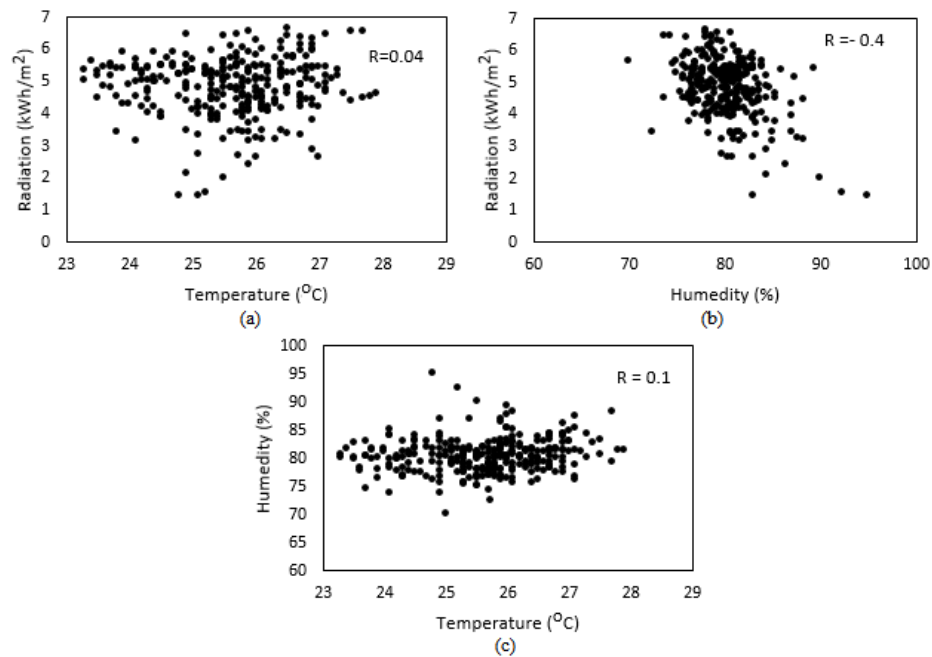 7
6
5
4
3
2
1
0
Radiation (kWh/m²)
R=0.04
23 24 25 26 27 28 29
Temperature (ᴼC)
(a)
7
6
5
4
3
2
1
0
Radiation (kWh/m²)
R =- 0.4
60 70 80 90 100
Humedity (%)
(b)
100
95
90
85
80
75
70
65
60
Humedity (%)
R = 0.1
23 24 25 26 27 28 29
Temperature (ᴼC)
(c)